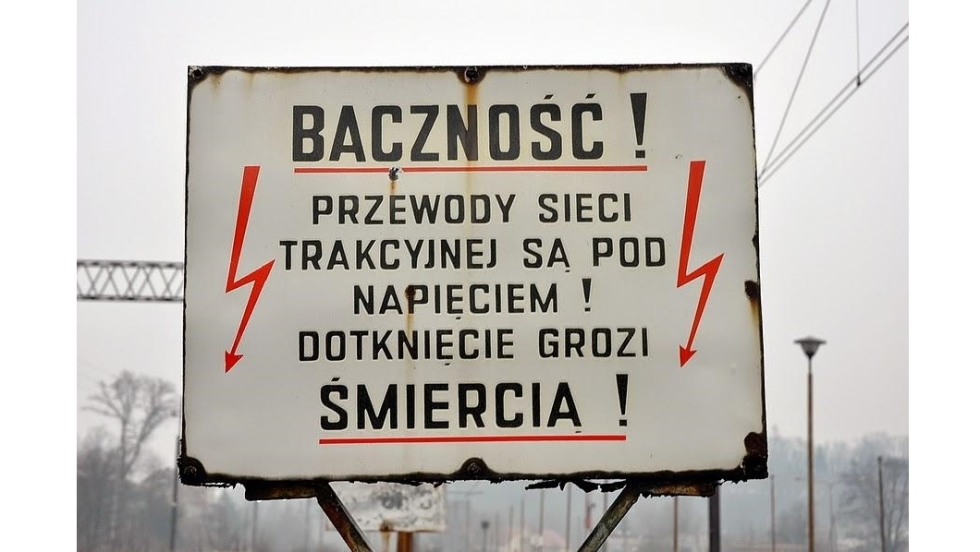 BACZNOŚĆ !
PRZEWODY SIECI
TRAKCYJNEJ SĄ POD
NAPIĘCIEM !
DOTKNIĘCIE GROZI
ŚMIERCIĄ !